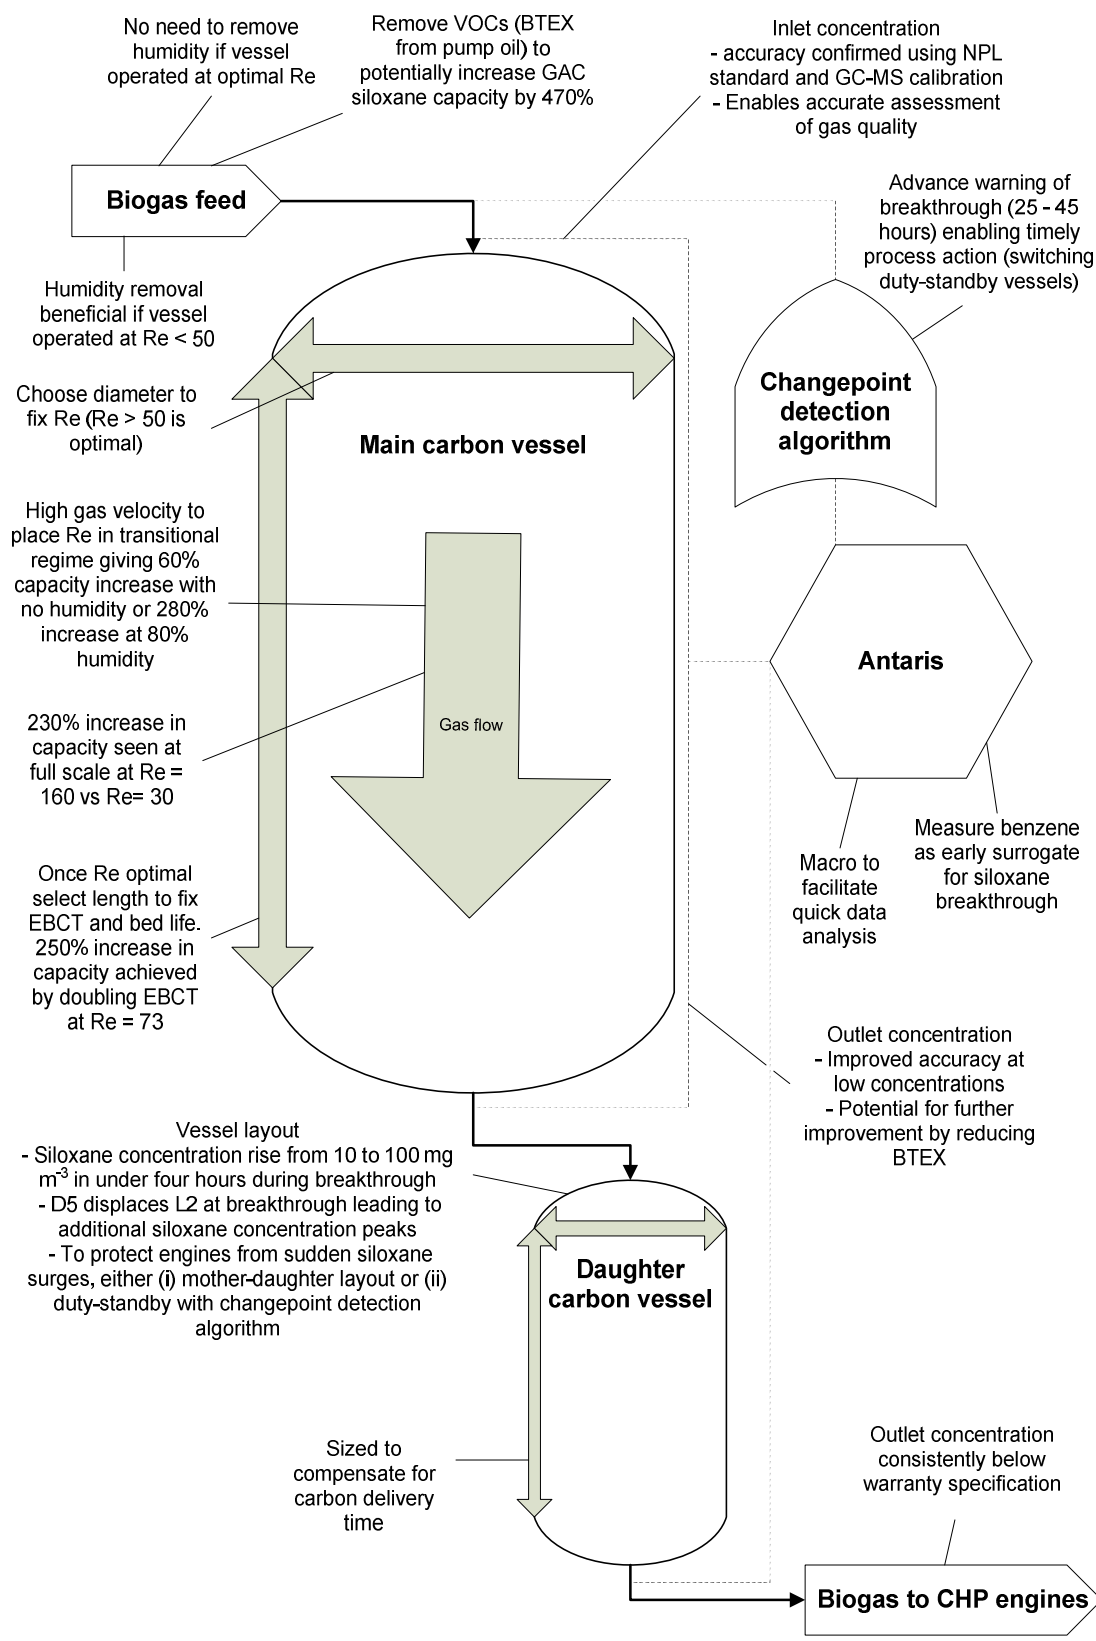 No need to remove
humidity if vessel
operated at optimal Re
Remove VOCs (BTEX
from pump oil) to
potentially increase GAC
siloxane capacity by 470%
Inlet concentration
- accuracy confirmed using NPL
standard and GC-MS calibration
- Enables accurate assessment
of gas quality
Biogas feed
Advance warning of
breakthrough (25 - 45
hours) enabling timely
process action (switching
duty-standby vessels)
Humidity removal
beneficial if vessel
operated at Re < 50
Choose diameter to
fix Re (Re > 50 is
optimal)
Main carbon vessel
Changepoint
detection
algorithm
High gas velocity to
place Re in transitional
regime giving 60%
capacity increase with
no humidity or 280%
increase at 80%
humidity
Antaris
Gas flow
230% increase in
capacity seen at
full scale at Re =
160 vs Re= 30
Measure benzene
as early surrogate
for siloxane
breakthrough
Macro to
facilitate
quick data
analysis
Once Re optimal
select length to fix
EBCT and bed life.
250% increase in
capacity achieved
by doubling EBCT
at Re = 73
Outlet concentration
- Improved accuracy at
low concentrations
- Potential for further
improvement by reducing
BTEX
Vessel layout
- Siloxane concentration rise from 10 to 100 mg
m-3 in under four hours during breakthrough
- D5 displaces L2 at breakthrough leading to
additional siloxane concentration peaks
- To protect engines from sudden siloxane
surges, either (i) mother-daughter layout or (ii)
duty-standby with changepoint detection
algorithm
Daughter
carbon vessel
Sized to
compensate for
carbon delivery
time
Outlet concentration
consistently below
warranty specification
Biogas to CHP engines